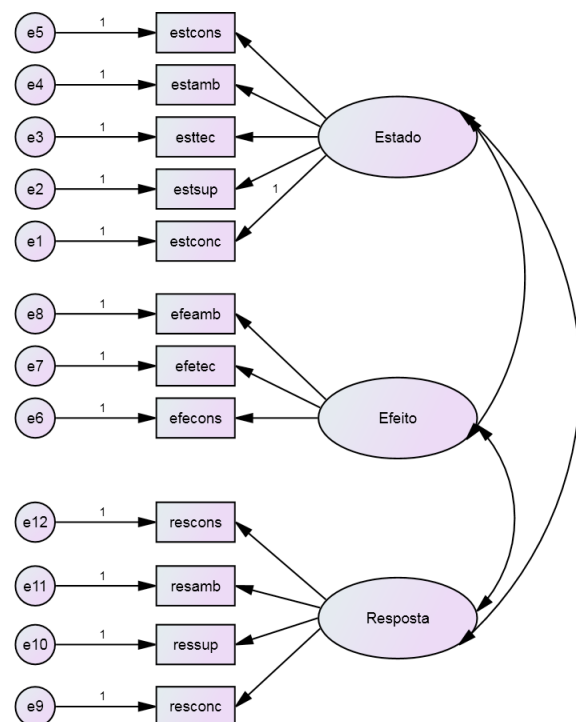 e5 1 estcons
e4 1 estamb
e3 1 esttec Estado
e2 1 estsup
1
e1 1 estconc
e8 1 efeamb
e7 1 efetec
e6 1 efecons Efeito
e12 1 rescons
e11 1 resamb
Resposta
e10 1 ressup
e9 1 resconc